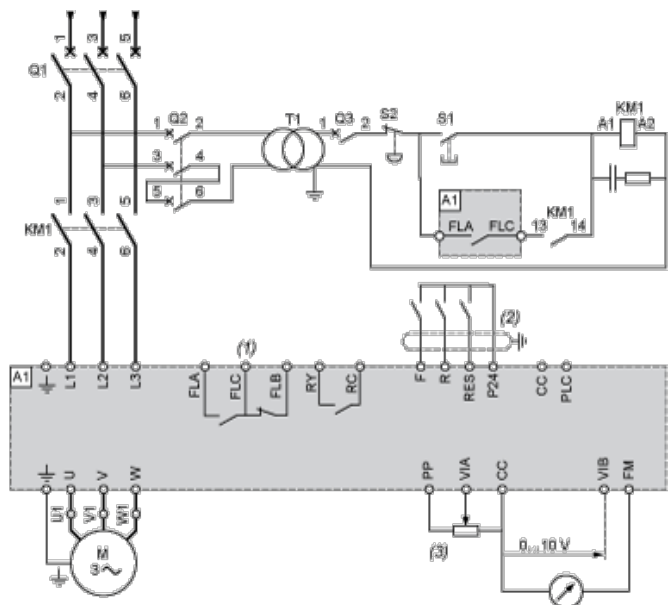 1 3 5
Q1
2 4 6
1 Q2 2
3 4
5 6
T1
1 Q3 2
S2
S1
KM1
A1 A2
A1
FLA FLC
KM1
13 14
1 3 5
KM1
2 4 6
(1)
(2)
A1
L1 L2 L3
FLA FLC FLB RY RC
F R RES P24
CC PLC
U V W
PP VIA CC VIB FM
U1 V1 W1
M
3
(3)
0...10 V